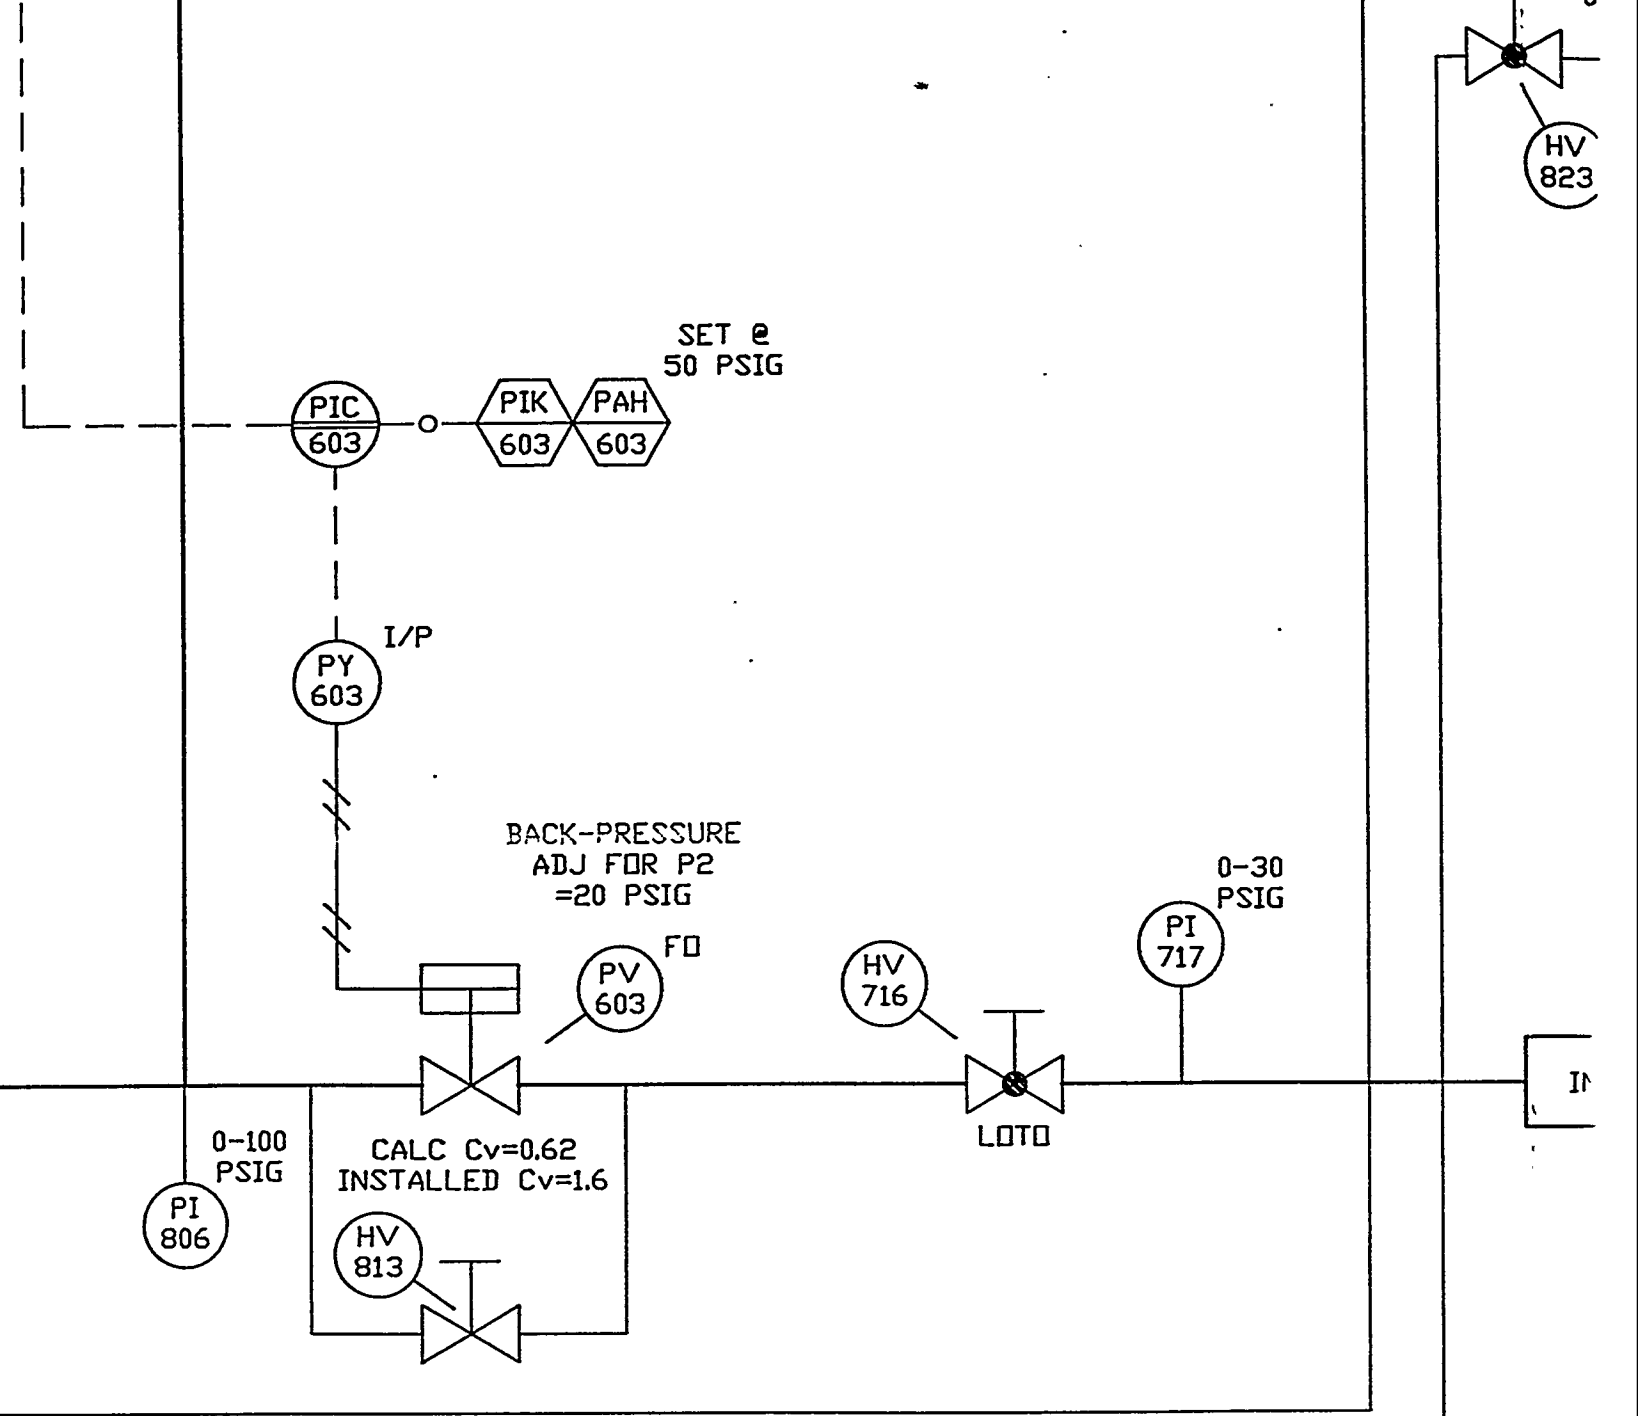 HV
823
SET @
50 PSIG
PIC
603
PIK
603
PAH
603
I/P
PY
603
BACK-PRESSURE
ADJ FOR P2
=20 PSIG
FO
PV
603
HV
716
0-30
PSIG
PI
717
LOTO
0-100
PSIG
PI
806
CALC Cv=0.62
INSTALLED Cv=1.6
HV
813